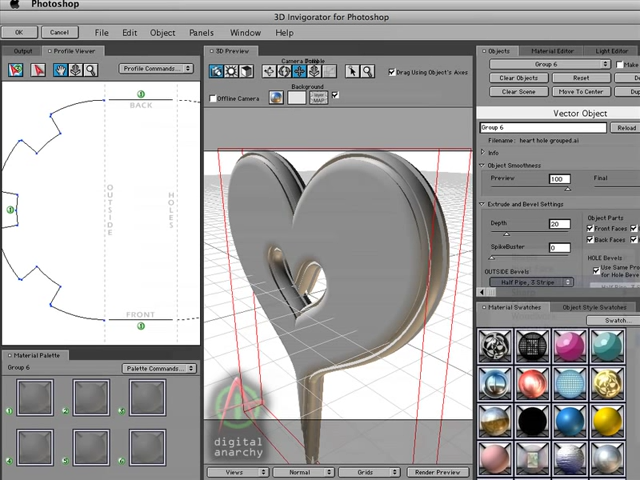 Photoshop
3D Invigorator for Photoshop
OK
Cancel
File Edit Object Panels Window Help
Output
Profile Viewer
3D Preview
Objects
Material Editor
Light Editor
Profile Commands...
Drag Using Object's Axes
Background
Offline Camera
Group 6
Make
Clear Objects
Reset
Clear Scene
Move To Center
Vector Object
Group 6
Reload
Filename : heart hole grouped.ai
Info
Object Smoothness
Preview 100 Final
Extrude and Bevel Settings
Depth 20
Object Parts
Front Faces
Back Faces
SpikeBuster 0
HOLE Bevels
Use Same Pro
for Hole Bevel
OUTSIDE Bevels
Half Pipe, 2 Stripe
BACK
OUTSIDE
HOLES
FRONT
Material Palette
Group 6
Palette Commands...
Material Swatches
Object Style Swatches
Swatch...
digital
anarchy
Views
Normal
Grids
Render Preview